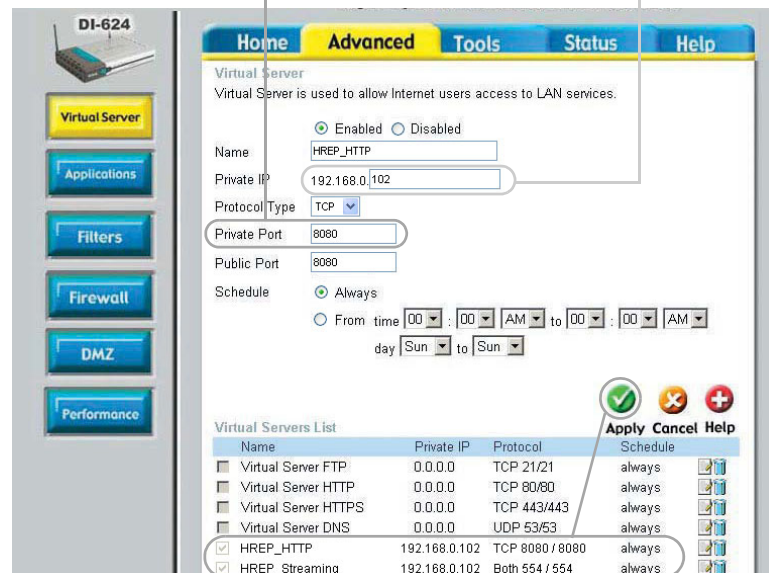 DI-624
Home Advanced Tools Status Help
Virtual Server
Virtual Server is used to allow Internet users access to LAN services.
Virtual Server
Enabled Disabled
Name HREP_HTTP
Applications
Private IP 192.168.0. 102
Protocol Type TCP
Filters
Private Port 8080
Public Port 8080
Firewall
Schedule Always
From time 00 : 00 AM to 00 : 00 AM
day Sun to Sun
DMZ
Performance
Apply Cancel Help
Virtual Servers List
Name Private IP Protocol Schedule
Virtual Server FTP 0.0.0.0 TCP 21/21 always
Virtual Server HTTP 0.0.0.0 TCP 80/80 always
Virtual Server HTTPS 0.0.0.0 TCP 443/443 always
Virtual Server DNS 0.0.0.0 UDP 53/53 always
HREP_HTTP 192.168.0.102 TCP 8080 / 8080 always
HREP_Streaming 192.168.0.102 Both 554 / 554 always